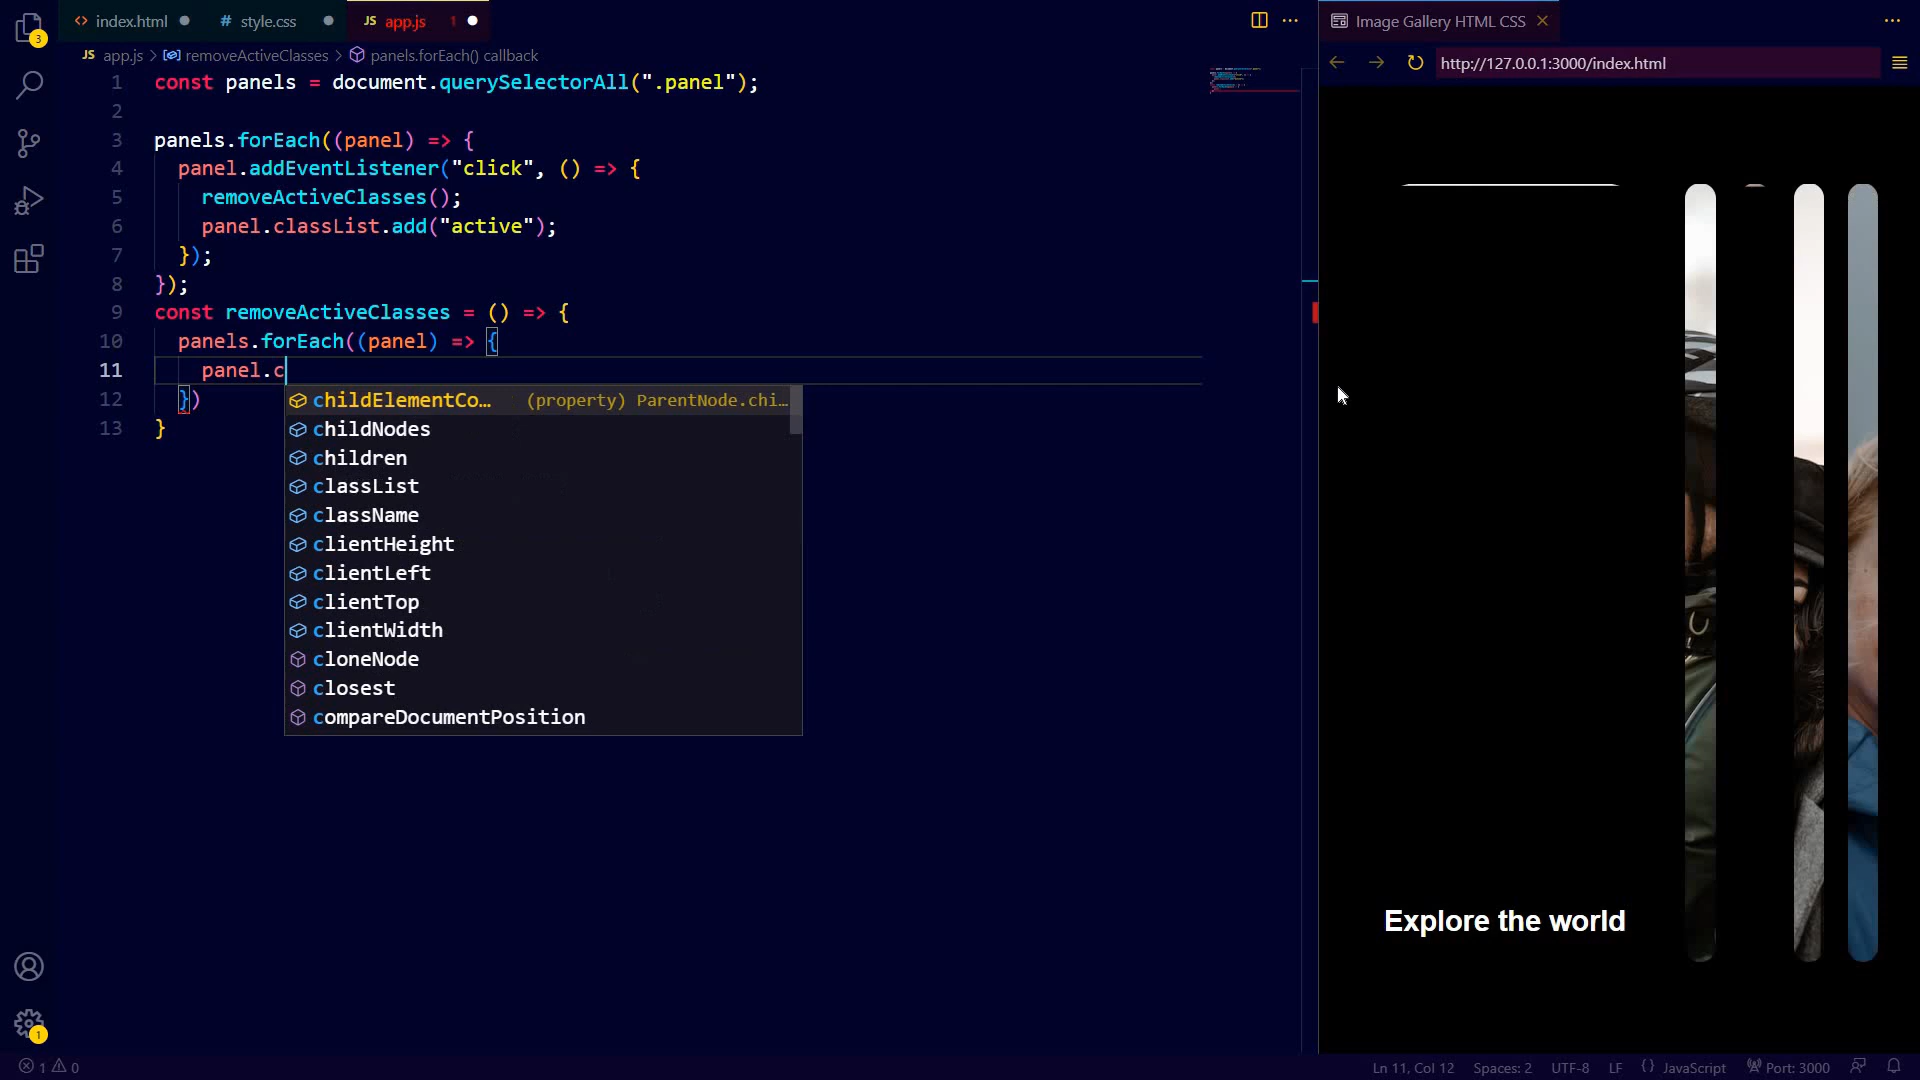 index.html
style.css
JS app.js 1
Image Gallery HTML CSS
3
JS app.js > removeActiveClasses > panels.forEach() callback
http://127.0.0.1:3000/index.html
1 const panels = document.querySelectorAll(".panel");
2
3 panels.forEach((panel) => {
4 panel.addEventListener("click", () => {
5 removeActiveClasses();
6 panel.classList.add("active");
7 });
8 });
9 const removeActiveClasses = () => {
10 panels.forEach((panel) => {
11 panel.c
12 })
13 }
childElementCo… (property) ParentNode.chi…
childNodes
children
classList
className
clientHeight
clientLeft
clientTop
clientWidth
cloneNode
closest
compareDocumentPosition
Explore the world
1
1 0
Ln 11, Col 12 Spaces: 2 UTF-8 LF {} JavaScript Port: 3000